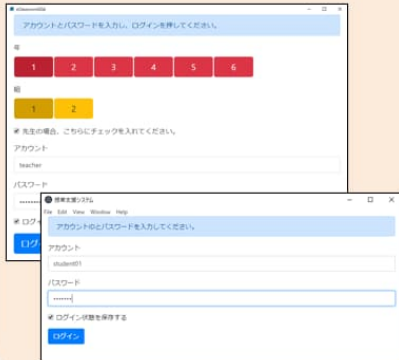 アカウントとパスワードを入力し、ログインを押してください。
年
1 2 3 4 5 6
組
1 2
先生の場合、こちらにチェックを入れてください。
アカウント
teacher
パスワード
ログイ
ログ
授業支援システム
File Edit View Window Help
アカウントのとパスワードを入力してください。
アカウント
student01
パスワード
ログイン状態を保存する
ログイン